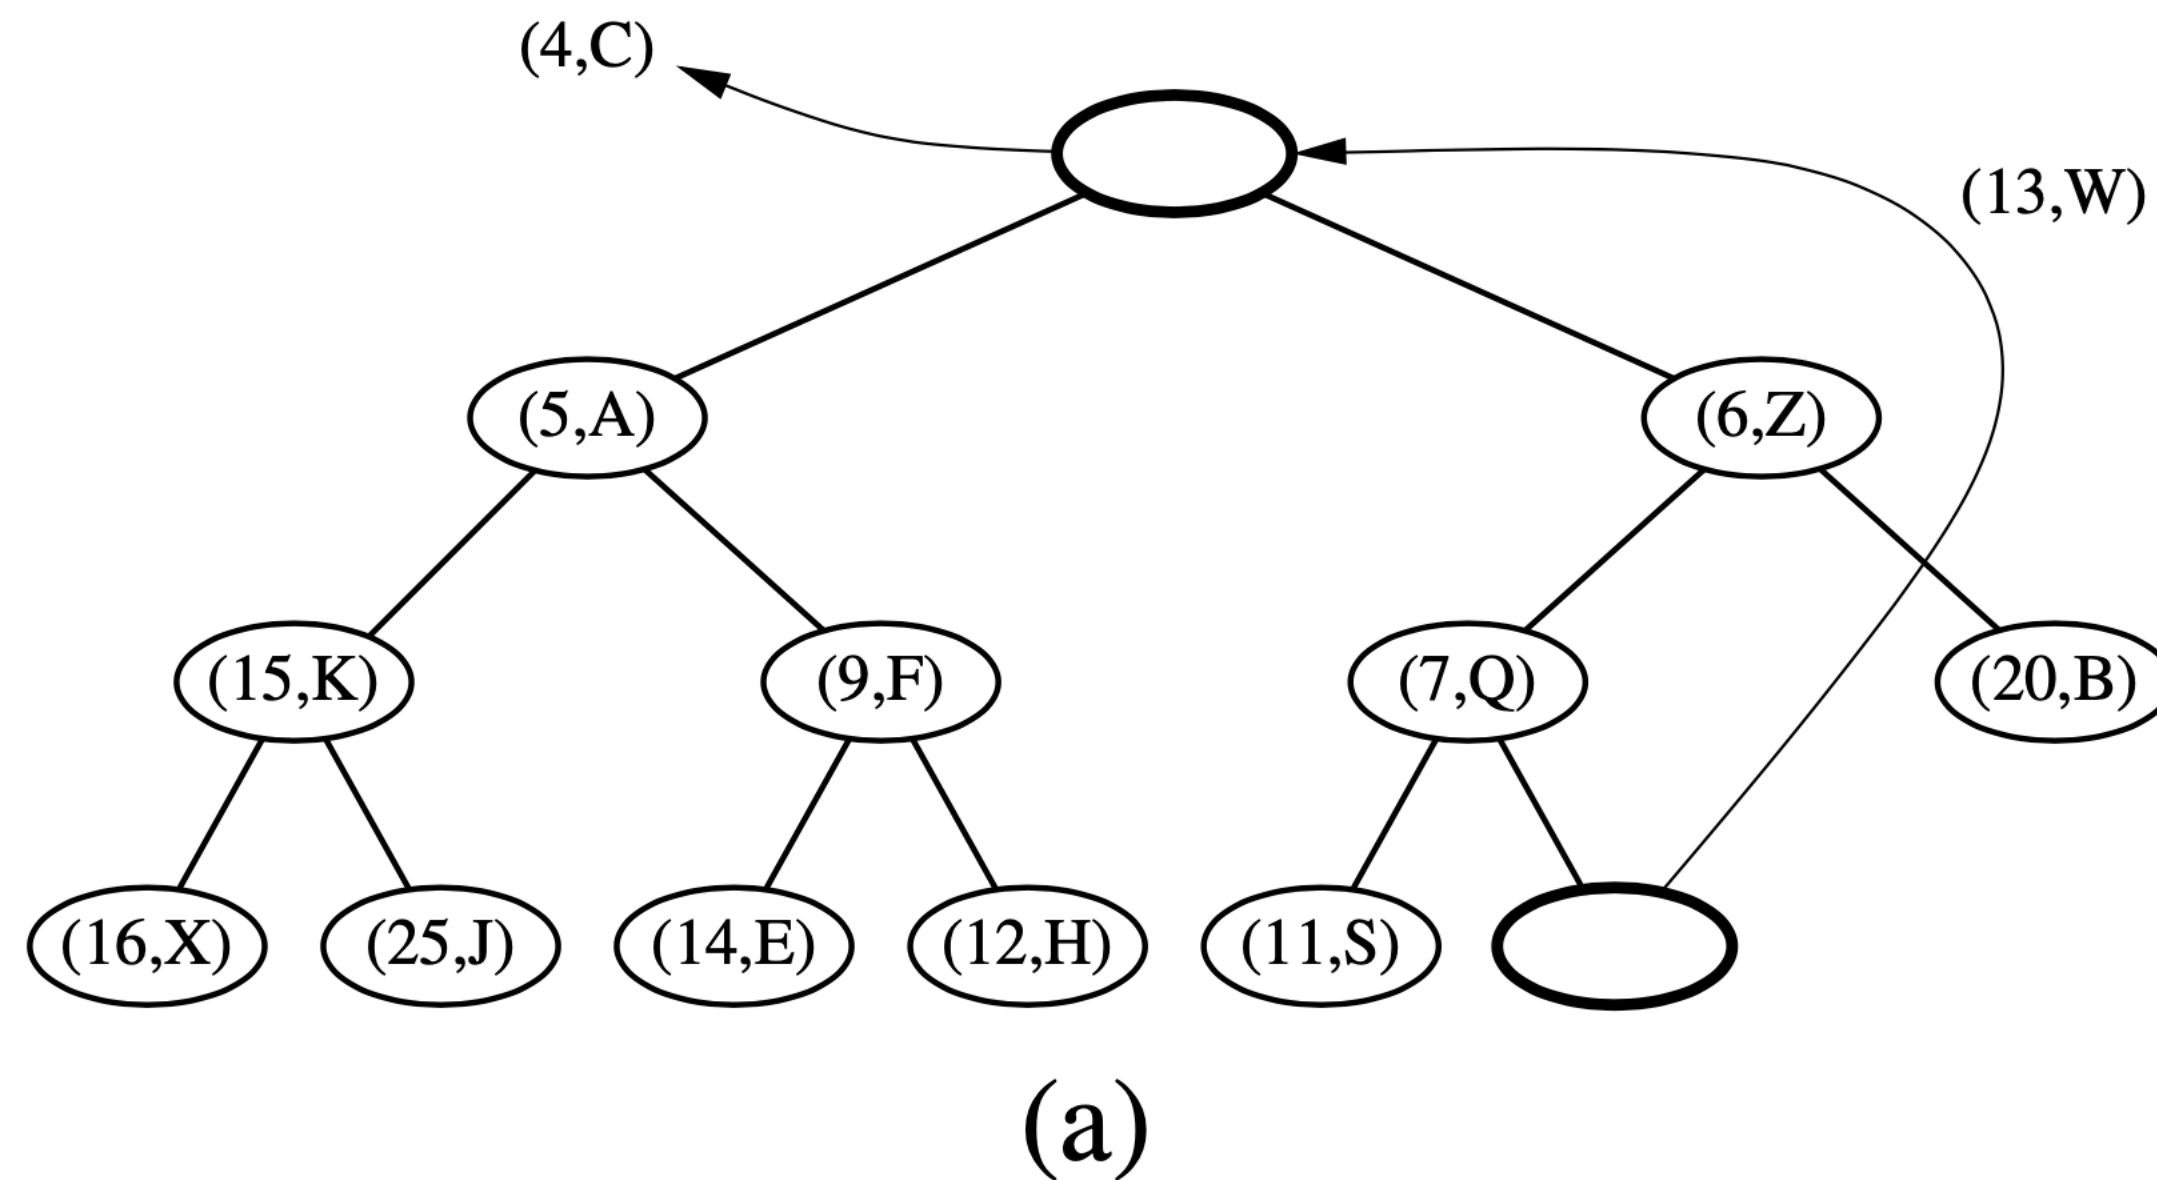 (4,C)
(13,W)
(5,A) (6,Z)
(15,K) (9,F) (7,Q) (20,B)
(16,X) (25,J) (14,E) (12,H) (11,S)
(a)